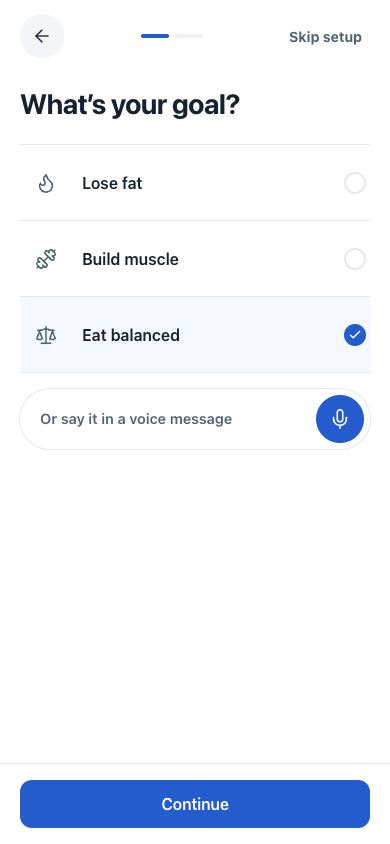 Skip setup
What's your goal?
Lose fat
Build muscle
Eat balanced
Or say it in a voice message
Continue